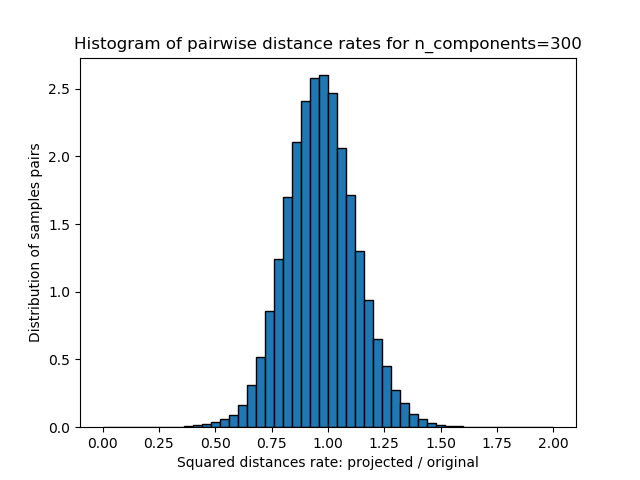 Histogram of pairwise distance rates for n_components=300
Distribution of samples pairs
2.5
2.0
1.5
1.0
0.5
0.0
0.00 0.25 0.50 0.75 1.00 1.25 1.50 1.75 2.00
Squared distances rate: projected / original